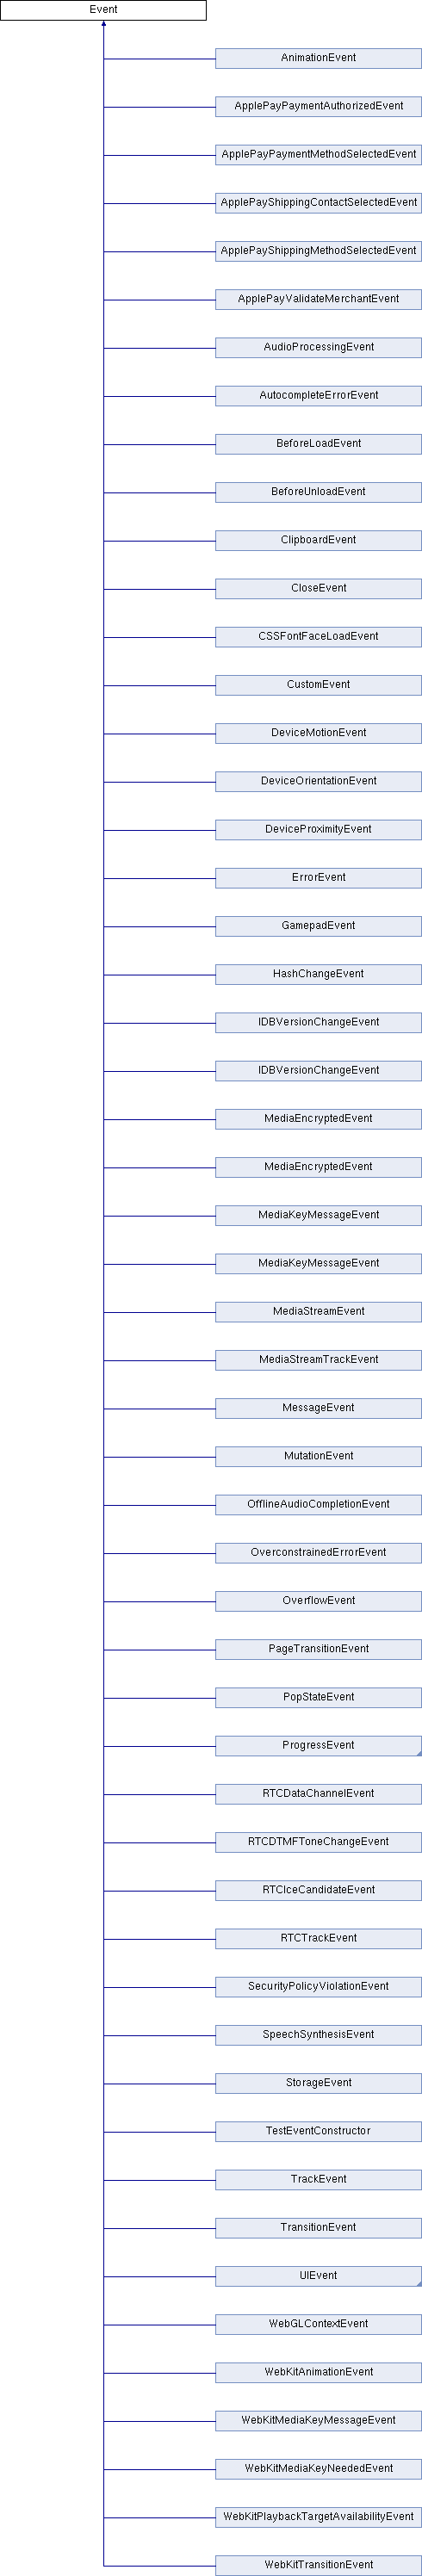 Event
AnimationEvent
ApplePayPaymentAuthorizedEvent
ApplePayPaymentMethodSelectedEvent
ApplePayShippingContactSelectedEvent
ApplePayShippingMethodSelectedEvent
ApplePayValidateMerchantEvent
AudioProcessingEvent
AutocompleteErrorEvent
BeforeLoadEvent
BeforeUnloadEvent
ClipboardEvent
CloseEvent
CSSFontFaceLoadEvent
CustomEvent
DeviceMotionEvent
DeviceOrientationEvent
DeviceProximityEvent
ErrorEvent
GamepadEvent
HashChangeEvent
IDBVersionChangeEvent
IDBVersionChangeEvent
MediaEncryptedEvent
MediaEncryptedEvent
MediaKeyMessageEvent
MediaKeyMessageEvent
MediaStreamEvent
MediaStreamTrackEvent
MessageEvent
MutationEvent
OfflineAudioCompletionEvent
OverconstrainedErrorEvent
OverflowEvent
PageTransitionEvent
PopStateEvent
ProgressEvent
RTCDataChannelEvent
RTCDTMFToneChangeEvent
RTCIceCandidateEvent
RTCTrackEvent
SecurityPolicyViolationEvent
SpeechSynthesisEvent
StorageEvent
TestEventConstructor
TrackEvent
TransitionEvent
UIEvent
WebGLContextEvent
WebKitAnimationEvent
WebKitMediaKeyMessageEvent
WebKitMediaKeyNeededEvent
WebKitPlaybackTargetAvailabilityEvent
WebKitTransitionEvent